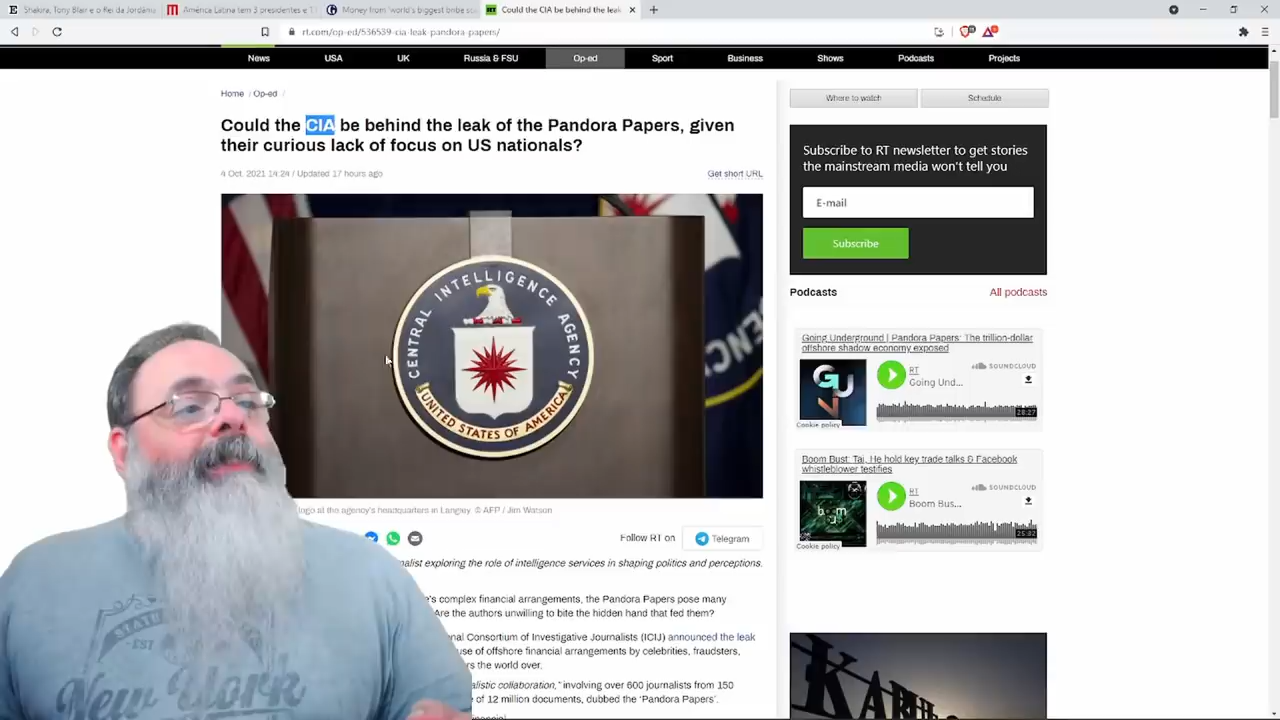 Shakira, Tony Blair e o Rei da Jordânia
América Latina tem 3 presidentes e 1
Money from 'world's biggest bribe sc
Could the CIA be behind the leak
rt.com/op-ed/536539-cia-leak-pandora-papers/
News
USA
UK
Russia & FSU
Op-ed
Sport
Business
Shows
Podcasts
Projects
Home / Op-ed /
Could the CIA be behind the leak of the Pandora Papers, given
their curious lack of focus on US nationals?
4 Oct, 2021 14:24 / Updated 17 hours ago
Get short URL
CENTRAL INTELLIGENCE AGENCY
UNITED STATES OF AMERICA
logo at the agency's headquarters in Langley. © AFP / Jim Watson
Follow RT on
Telegram
nalist exploring the role of intelligence services in shaping politics and perceptions.
e's complex financial arrangements, the Pandora Papers pose many
Are the authors unwilling to bite the hidden hand that fed them?
nal Consortium of Investigative Journalists (ICIJ) announced the leak
use of offshore financial arrangements by celebrities, fraudsters,
rs the world over.
alistic collaboration," involving over 600 journalists from 150
e of 12 million documents, dubbed the 'Pandora Papers'.
Where to watch
Schedule
Subscribe to RT newsletter to get stories
the mainstream media won't tell you
E-mail
Subscribe
Podcasts
All podcasts
Going Underground | Pandora Papers: The trillion-dollar
offshore shadow economy exposed
SOUNDCLOUD
RT
Going Und...
28:27
Cookie policy
Boom Bust: Tai, He hold key trade talks & Facebook
whistleblower testifies
SOUNDCLOUD
RT
Boom Bus...
25:02
Cookie policy